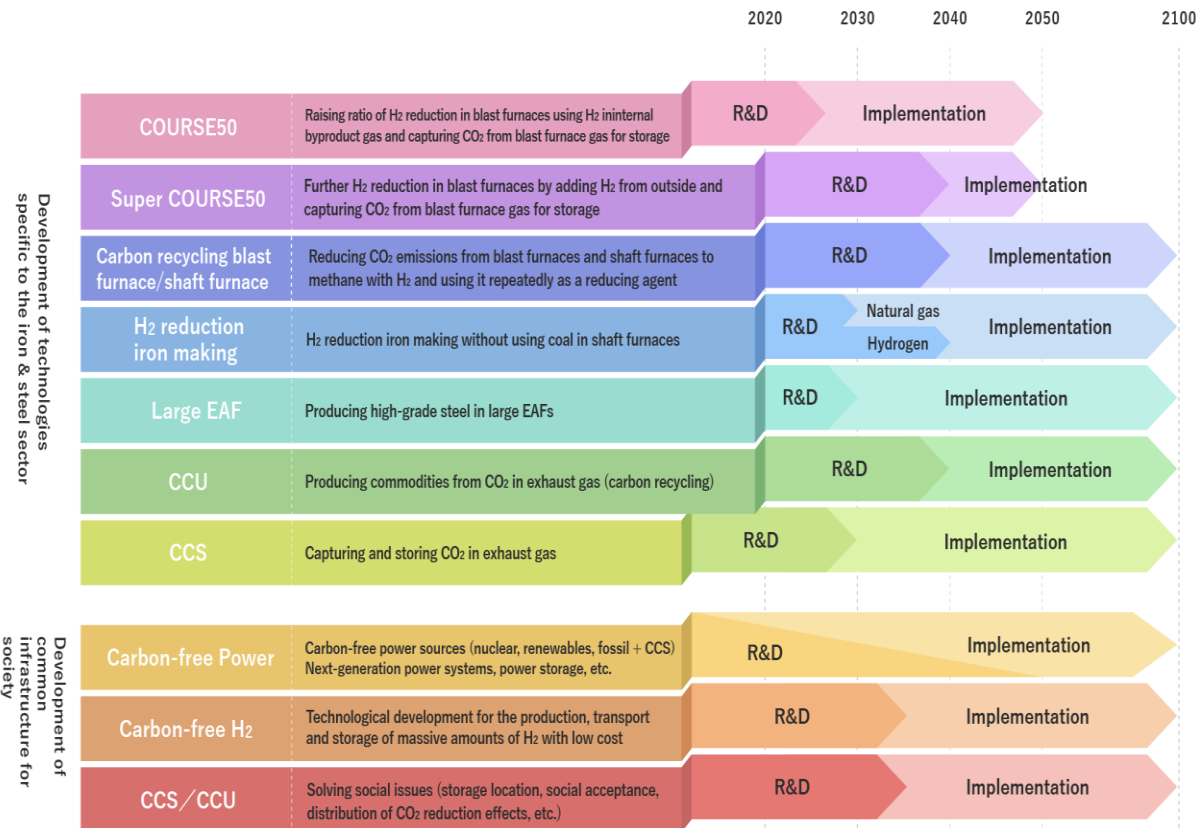 2020 2030 2040 2050 2100
Development of technologies
specific to the iron & steel sector
COURSE50
Raising ratio of H₂ reduction in blast furnaces using H₂ ininternal
byproduct gas and capturing CO₂ from blast furnace gas for storage
R&D
Implementation
Super COURSE50
Further H₂ reduction in blast furnaces by adding H₂ from outside and
capturing CO₂ from blast furnace gas for storage
R&D
Implementation
Carbon recycling blast
furnace/shaft furnace
Reducing CO₂ emissions from blast furnaces and shaft furnaces to
methane with H₂ and using it repeatedly as a reducing agent
R&D
Implementation
H₂ reduction
iron making
H₂ reduction iron making without using coal in shaft furnaces
R&D
Natural gas
Hydrogen
Implementation
Large EAF
Producing high-grade steel in large EAFs
R&D
Implementation
CCU
Producing commodities from CO₂ in exhaust gas (carbon recycling)
R&D
Implementation
CCS
Capturing and storing CO₂ in exhaust gas
R&D
Implementation
Development of
common
infrastructure for
society
Carbon-free Power
Carbon-free power sources (nuclear, renewables, fossil + CCS)
Next-generation power systems, power storage, etc.
R&D
Implementation
Carbon-free H₂
Technological development for the production, transport
and storage of massive amounts of H₂ with low cost
R&D
Implementation
CCS／CCU
Solving social issues (storage location, social acceptance,
distribution of CO₂ reduction effects, etc.)
R&D
Implementation